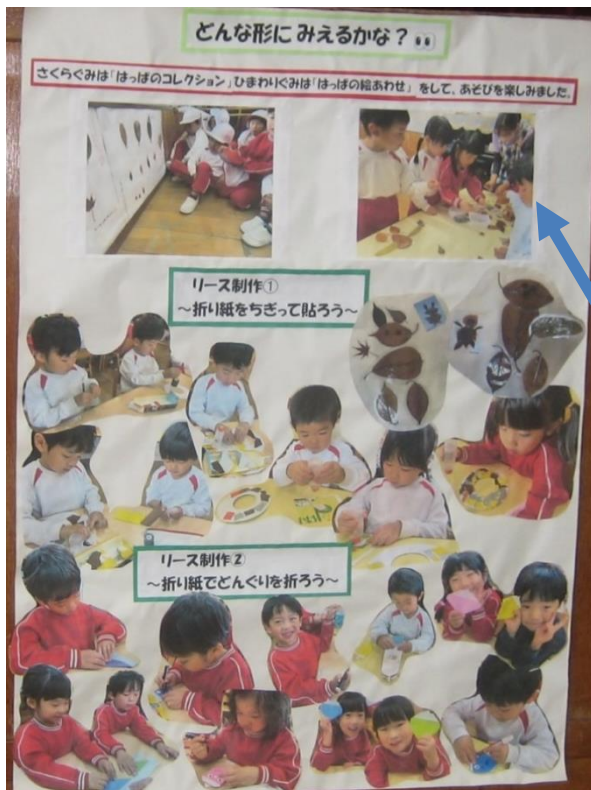 どんな形にみえるかな？
さくらぐみは「はっぱのコレクション」ひまわりぐみは「はっぱの絵あわせ」をして、あそびを楽しみました。
リース制作①
～折り紙をちぎって貼ろう～
リース制作②
～折り紙でどんぐりを折ろう～